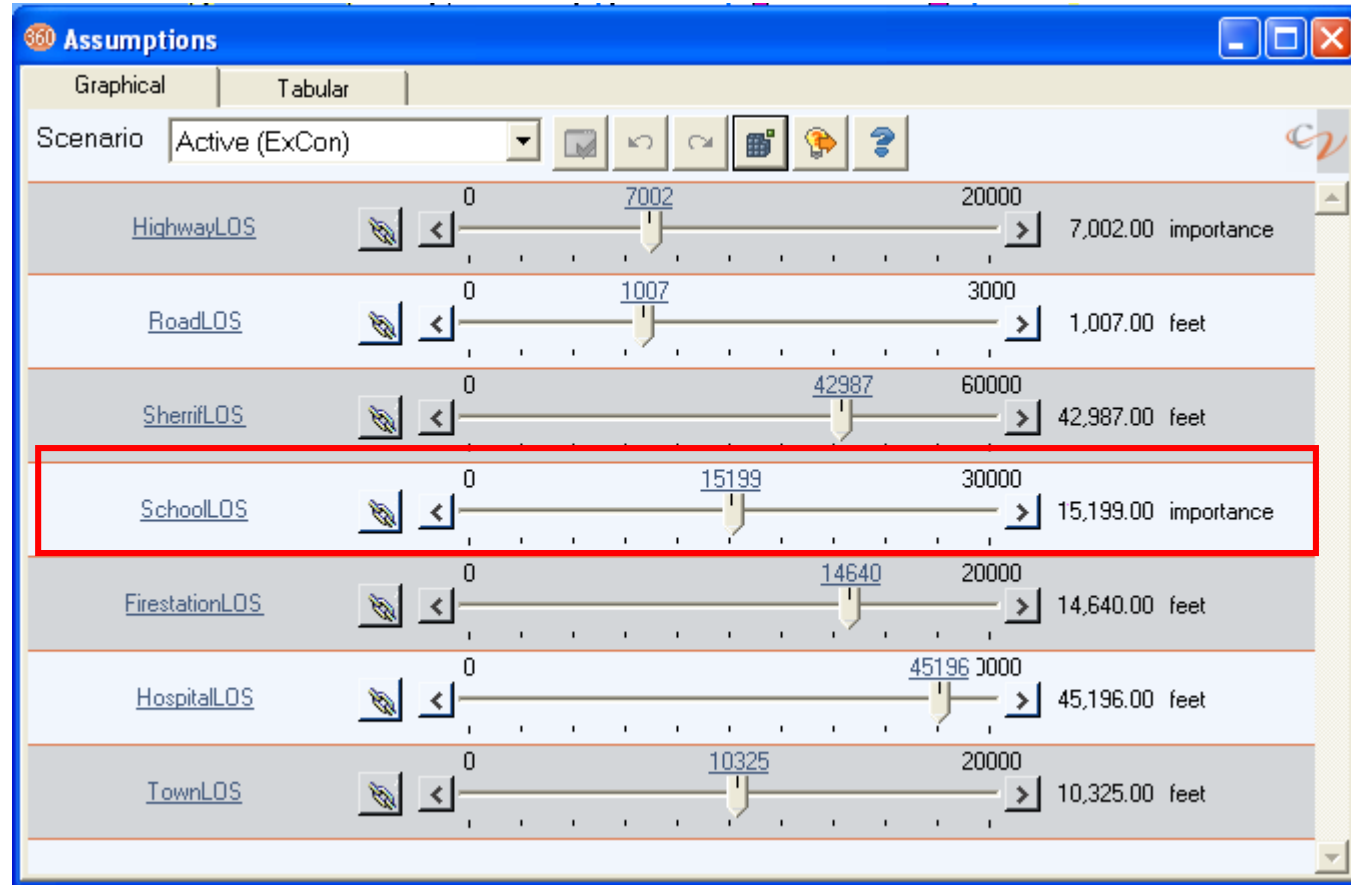 360 Assumptions
Graphical Tabular
Scenario Active (ExCon) CV
0 7002 20000
HighwayLOS 7,002.00 importance
0 1007 3000
RoadLOS 1,007.00 feet
0 42987 60000
SherrifLOS 42,987.00 feet
0 15199 30000
SchoolLOS 15,199.00 importance
0 14640 20000
FirestationLOS 14,640.00 feet
0 45196
HospitalLOS 45,196.00 feet
0 10325 20000
TownLOS 10,325.00 feet